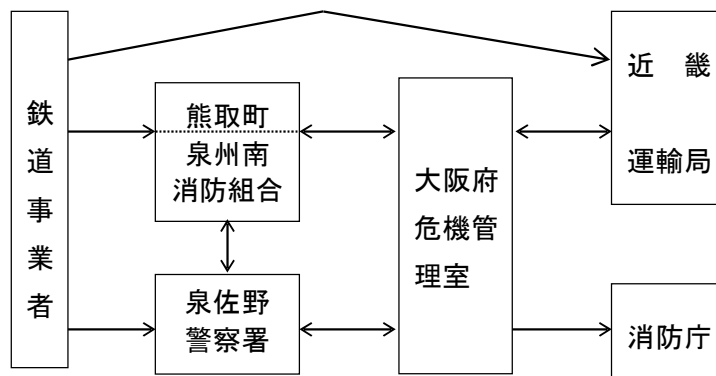 鉄道事業者
熊取町
泉州南
消防組合
泉佐野
警察署
大阪府
危機管
理室
近　畿
運輸局
消防庁